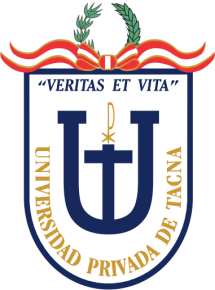 "VERITAS ET VITA"
UNIVERSIDAD PRIVADA DE TACNA